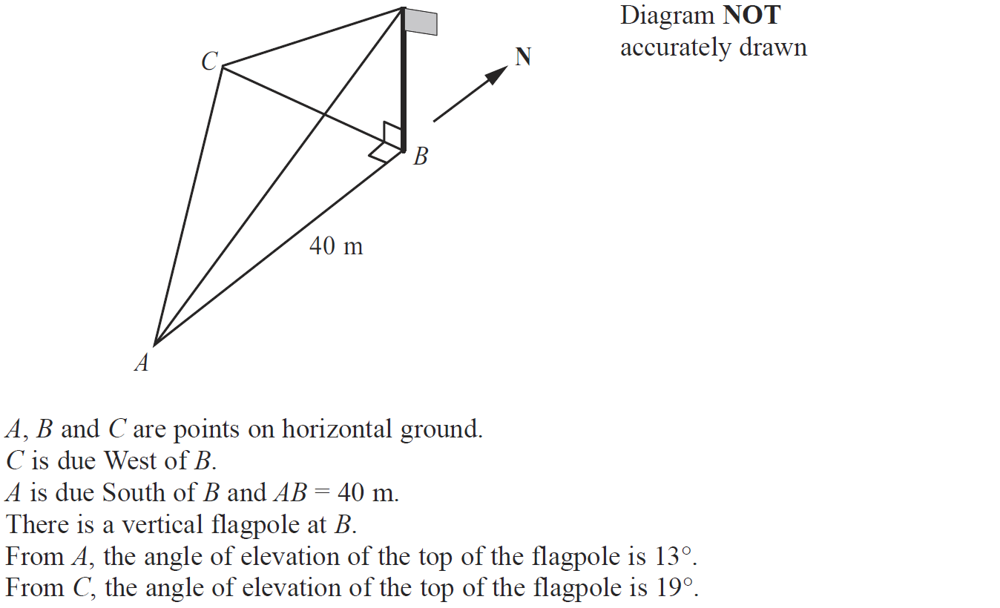 Diagram NOT
accurately drawn
N
C
B
40 m
A
A, B and C are points on horizontal ground.
C is due West of B.
A is due South of B and AB = 40 m.
There is a vertical flagpole at B.
From A, the angle of elevation of the top of the flagpole is 13°.
From C, the angle of elevation of the top of the flagpole is 19°.